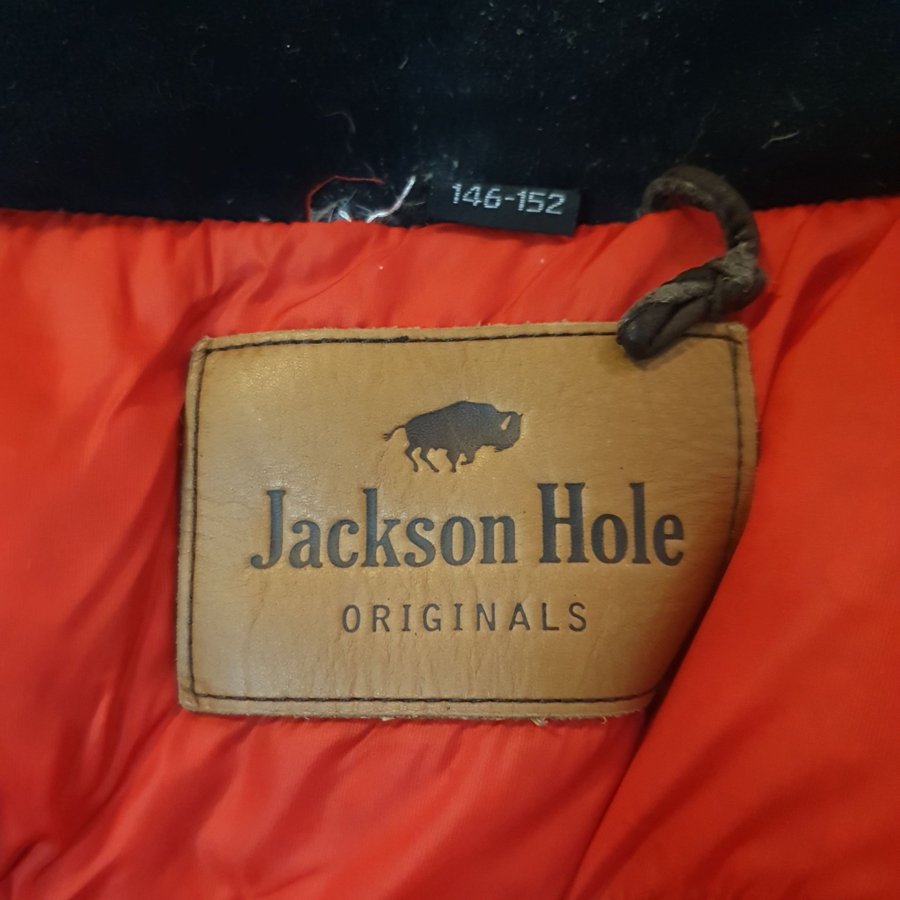 146-152
Jackson Hole
ORIGINALS